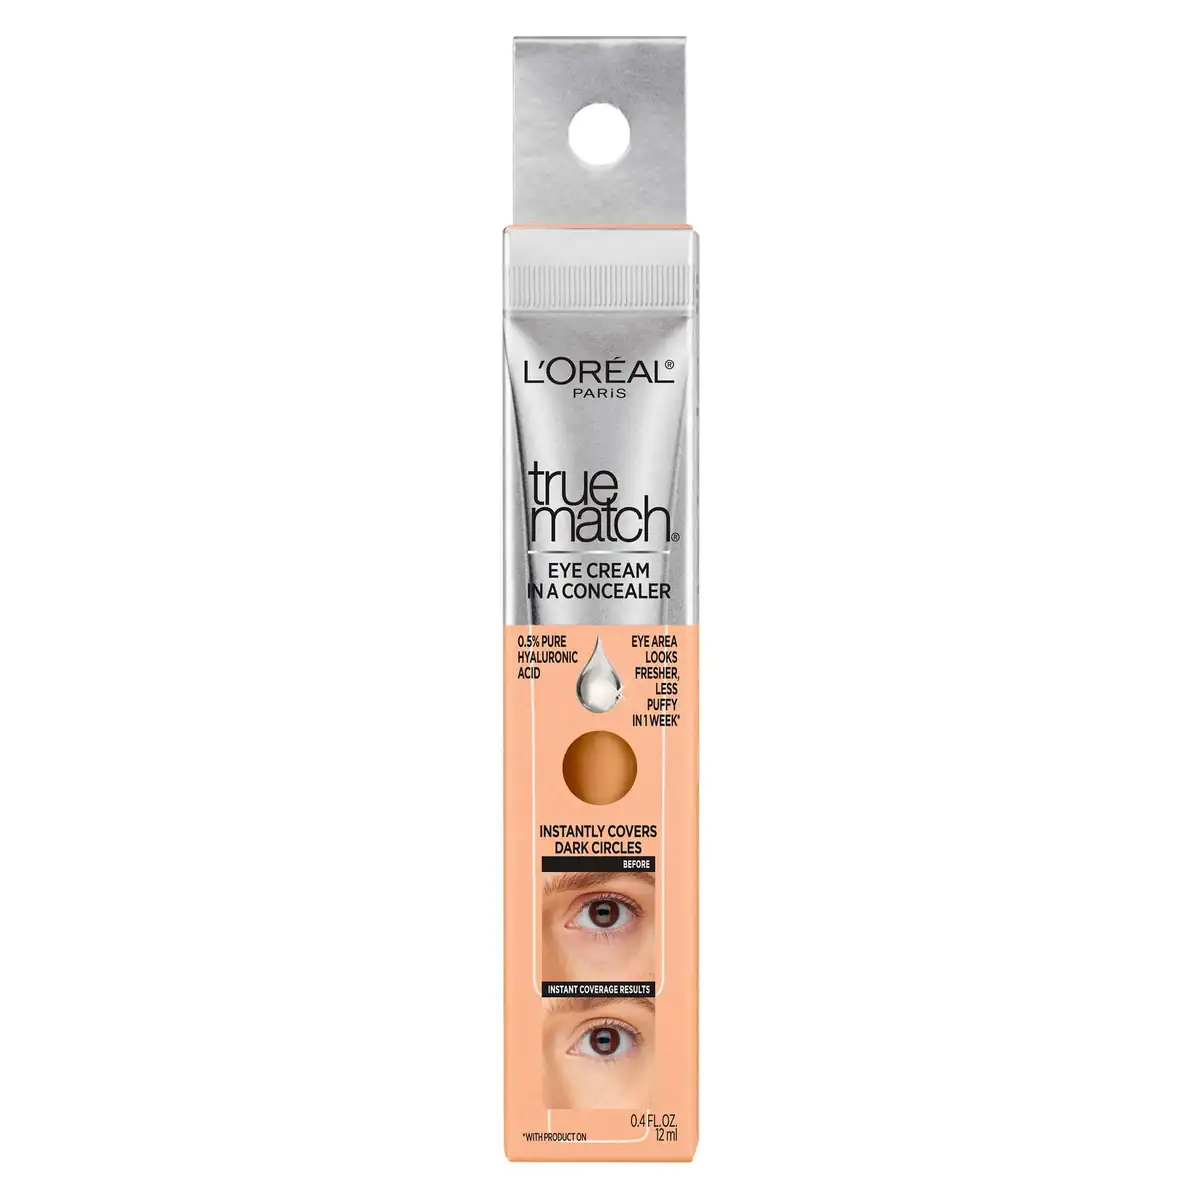 L'ORÉAL®
PARiS
true
match®
EYE CREAM
IN A CONCEALER
0.5% PURE
HYALURONIC
ACID
EYE AREA
LOOKS
FRESHER,
LESS
PUFFY
IN 1 WEEK*
INSTANTLY COVERS
DARK CIRCLES
BEFORE
INSTANT COVERAGE RESULTS
0.4 FL.OZ.
12 ml
*WITH PRODUCT ON